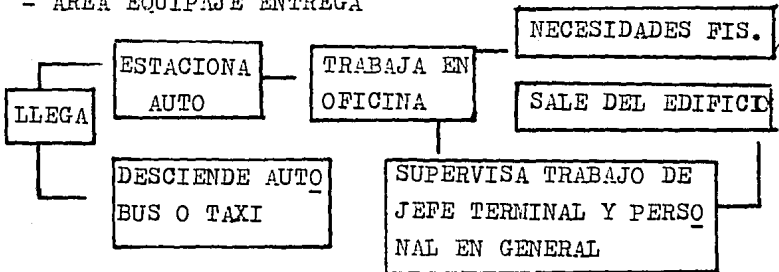 - AREA EQUIPAJE ENTREGA
NECESIDADES FIS.
ESTACIONA
AUTO
TRABAJA EN
OFICINA
LLEGA
SALE DEL EDIFICIO
DESCIENDE AUTO
BUS O TAXI
SUPERVISA TRABAJO DE
JEFE TERMINAL Y PERSO
NAL EN GENERAL